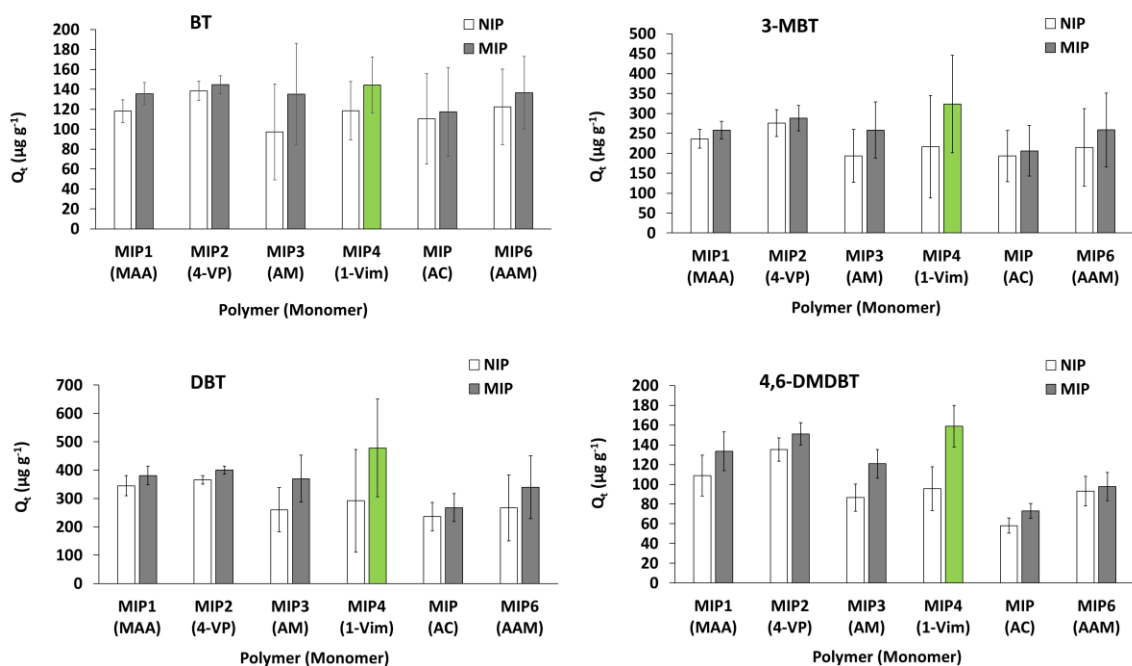 BT
NIP
MIP
200
180
160
140
120
100
80
60
40
20
0
Qt (µg g-1)
MIP1 MIP2 MIP3 MIP4 MIP MIP6
(MAA) (4-VP) (AM) (1-Vim) (AC) (AAM)
Polymer (Monomer)
3-MBT
NIP
MIP
500
450
400
350
300
250
200
150
100
50
0
Qt (µg g-1)
MIP1 MIP2 MIP3 MIP4 MIP MIP6
(MAA) (4-VP) (AM) (1-Vim) (AC) (AAM)
Polymer (Monomer)
DBT
NIP
MIP
700
600
500
400
300
200
100
0
Qt (µg g-1)
MIP1 MIP2 MIP3 MIP4 MIP MIP6
(MAA) (4-VP) (AM) (1-Vim) (AC) (AAM)
Polymer (Monomer)
4,6-DMDBT
NIP
MIP
200
180
160
140
120
100
80
60
40
20
0
Qt (µg g-1)
MIP1 MIP2 MIP3 MIP4 MIP MIP6
(MAA) (4-VP) (AM) (1-Vim) (AC) (AAM)
Polymer (Monomer)